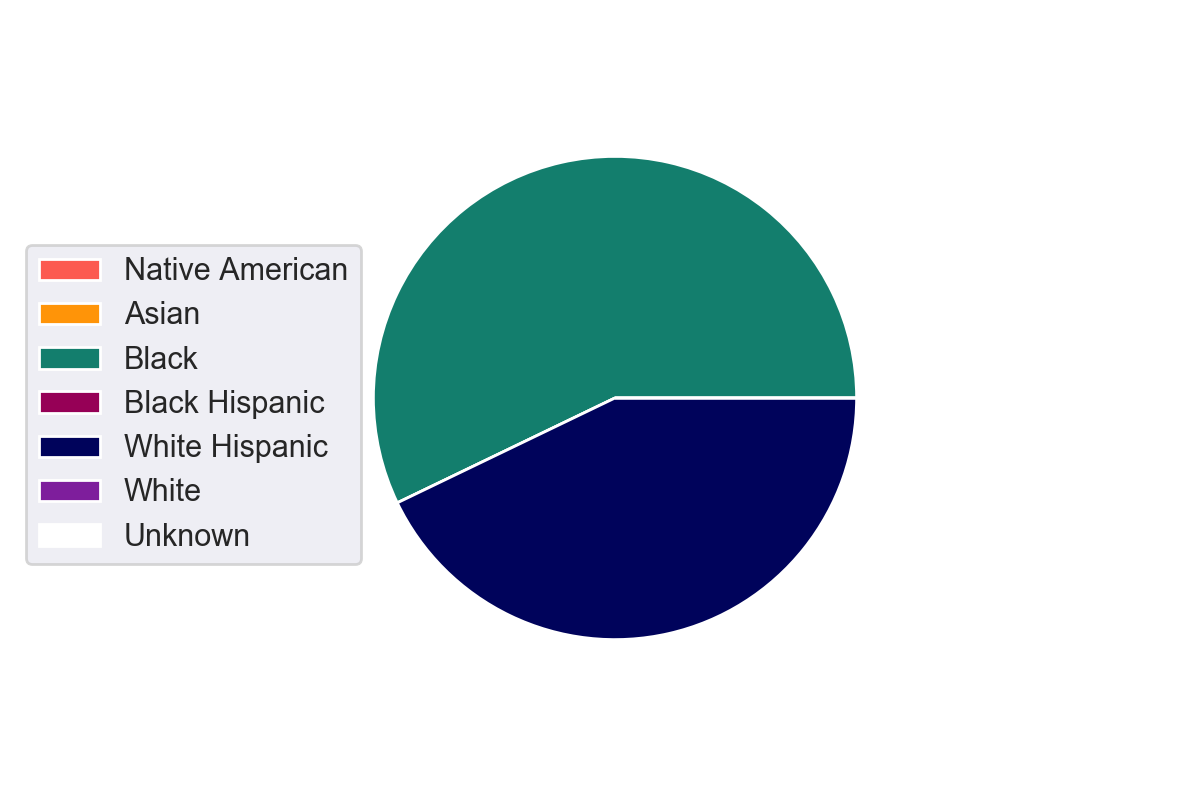 Native American
Asian
Black
Black Hispanic
White Hispanic
White
Unknown